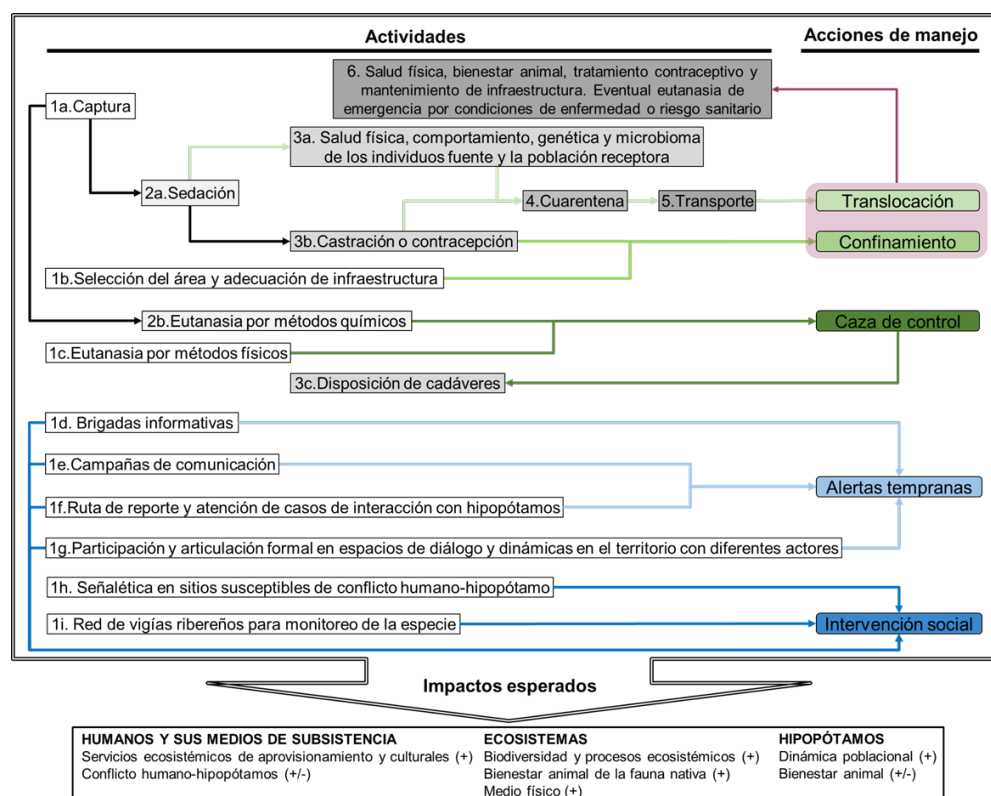 Actividades
Acciones de manejo
6. Salud física, bienestar animal, tratamiento contraceptivo y
mantenimiento de infraestructura. Eventual eutanasia de
emergencia por condiciones de enfermedad o riesgo sanitario
1a.Captura
3a. Salud física, comportamiento, genética y microbioma
de los individuos fuente y la población receptora
2a.Sedación
4.Cuarentena
5.Transporte
Translocación
3b.Castración o contracepción
Confinamiento
1b.Selección del área y adecuación de infraestructura
2b.Eutanasia por métodos químicos
Caza de control
1c.Eutanasia por métodos físicos
3c.Disposición de cadáveres
1d. Brigadas informativas
1e.Campañas de comunicación
Alertas tempranas
1f.Ruta de reporte y atención de casos de interacción con hipopótamos
1g.Participación y articulación formal en espacios de diálogo y dinámicas en el territorio con diferentes actores
1h. Señalética en sitios susceptibles de conflicto humano-hipopótamo
1i. Red de vigías ribereños para monitoreo de la especie
Intervención social
Impactos esperados
HUMANOS Y SUS MEDIOS DE SUBSISTENCIA
Servicios ecosistémicos de aprovisionamiento y culturales (+)
Conflicto humano-hipopótamos (+/-)
ECOSISTEMAS
Biodiversidad y procesos ecosistémicos (+)
Bienestar animal de la fauna nativa (+)
Medio físico (+)
HIPOPÓTAMOS
Dinámica poblacional (+)
Bienestar animal (+/-)